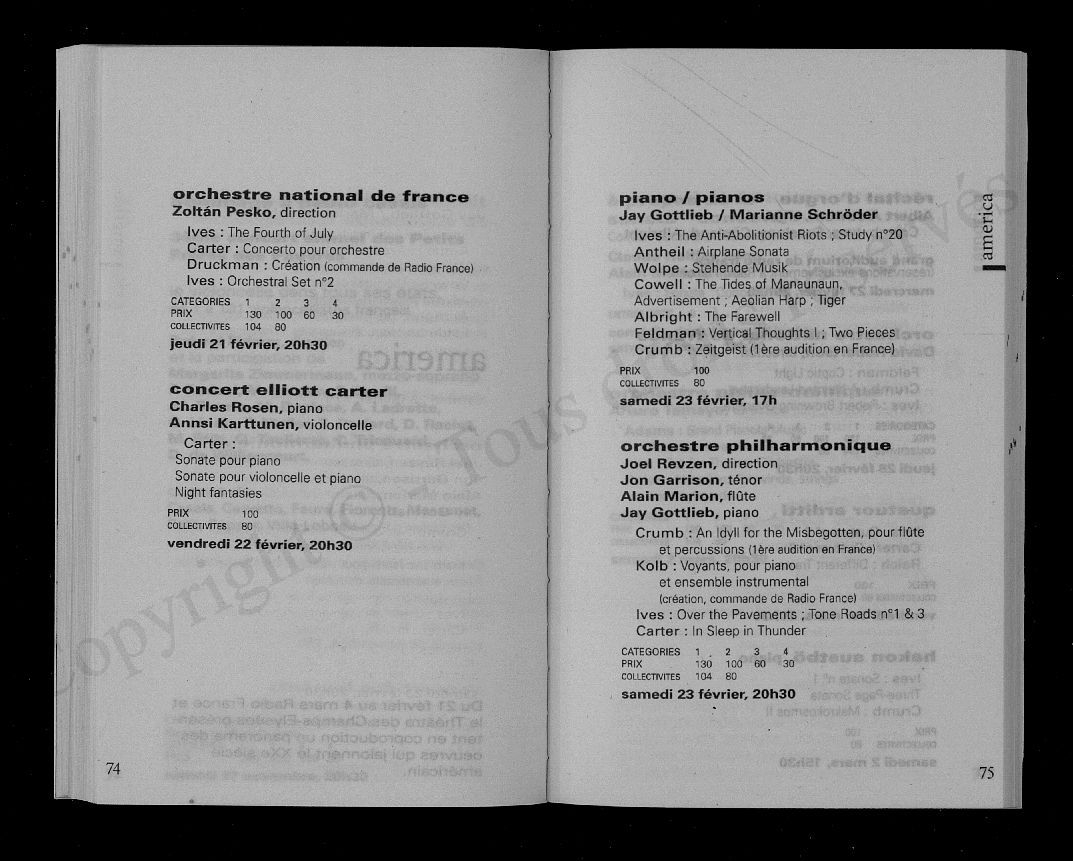 orchestre national de france
Zoltán Pesko, direction
Ives : The Fourth of July
Carter : Concerto pour orchestre
Druckman : Création (commande de Radio France)
Ives : Orchestral Set n°2
CATEGORIES 1 2 3 4
PRIX 130 100 60 30
COLLECTIVITES 104 80
jeudi 21 février, 20h30
concert elliott carter
Charles Rosen, piano
Annsi Karttunen, violoncelle
Carter :
Sonate pour piano
Sonate pour violoncelle et piano
Night fantasies
PRIX 100
COLLECTIVITES 80
vendredi 22 février, 20h30
74
piano / pianos
Jay Gottlieb / Marianne Schröder
Ives : The Anti-Abolitionist Riots ; Study n°20
Antheil : Airplane Sonata
Wolpe : Stehende Musik
Cowell : The Tides of Manaunaun,
Advertisement ; Aeolian Harp ; Tiger
Albright : The Farewell
Feldman : Vertical Thoughts I ; Two Pieces
Crumb : Zeitgeist (1ère audition en France)
PRIX 100
COLLECTIVITES 80
samedi 23 février, 17h
orchestre philharmonique
Joel Revzen, direction
Jon Garrison, ténor
Alain Marion, flûte
Jay Gottlieb, piano
Crumb : An Idyll for the Misbegotten, pour flûte
et percussions (1ère audition en France)
Kolb : Voyants, pour piano
et ensemble instrumental
(création, commande de Radio France)
Ives : Over the Pavements ; Tone Roads n°1 & 3
Carter : In Sleep in Thunder
CATEGORIES 1 2 3 4
PRIX 130 100 60 30
COLLECTIVITES 104 80
samedi 23 février, 20h30
america
75
Copyright © Tous droits réservés